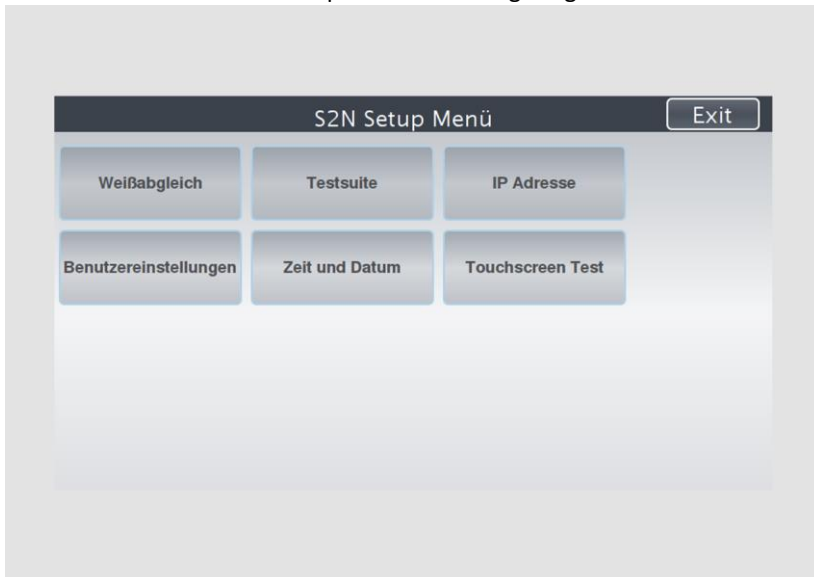 S2N Setup Menü
Exit
Weißabgleich
Testsuite
IP Adresse
Benutzereinstellungen
Zeit und Datum
Touchscreen Test